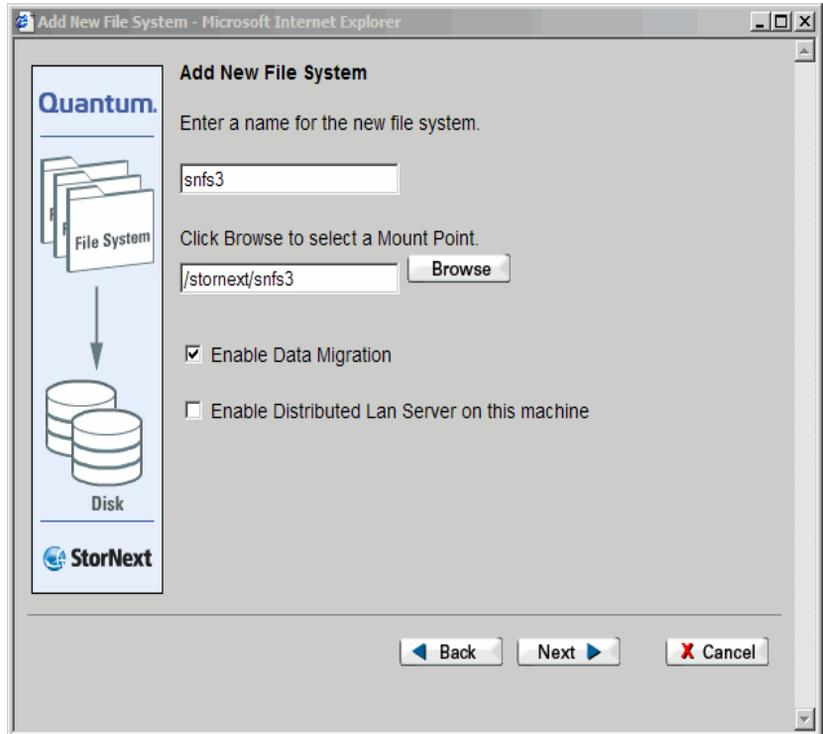 Add New File System - Microsoft Internet Explorer
Quantum.
File System
Disk
StorNext
Add New File System
Enter a name for the new file system.
snfs3
Click Browse to select a Mount Point.
/stornext/snfs3
Browse
Enable Data Migration
Enable Distributed Lan Server on this machine
Back
Next
X Cancel